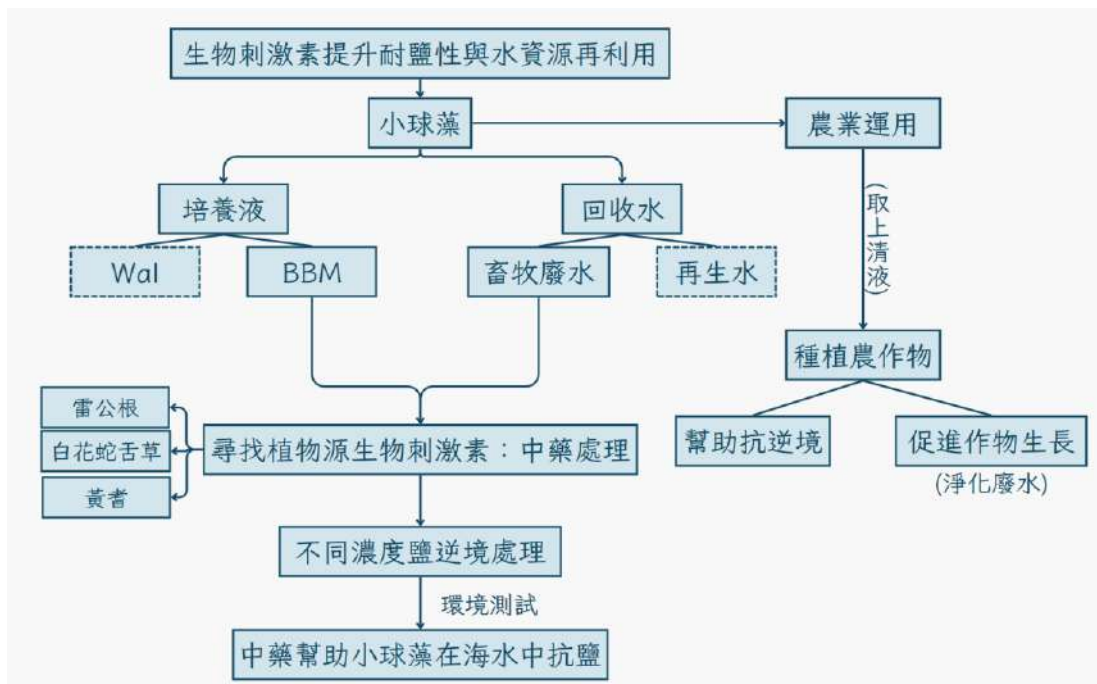 生物刺激素提升耐鹽性與水資源再利用
小球藻
農業運用
培養液
回收水
(取上清液)
Wal
BBM
畜牧廢水
再生水
種植農作物
雷公根
白花蛇舌草
黃耆
尋找植物源生物刺激素：中藥處理
幫助抗逆境
促進作物生長
(淨化廢水)
不同濃度鹽逆境處理
環境測試
中藥幫助小球藻在海水中抗鹽